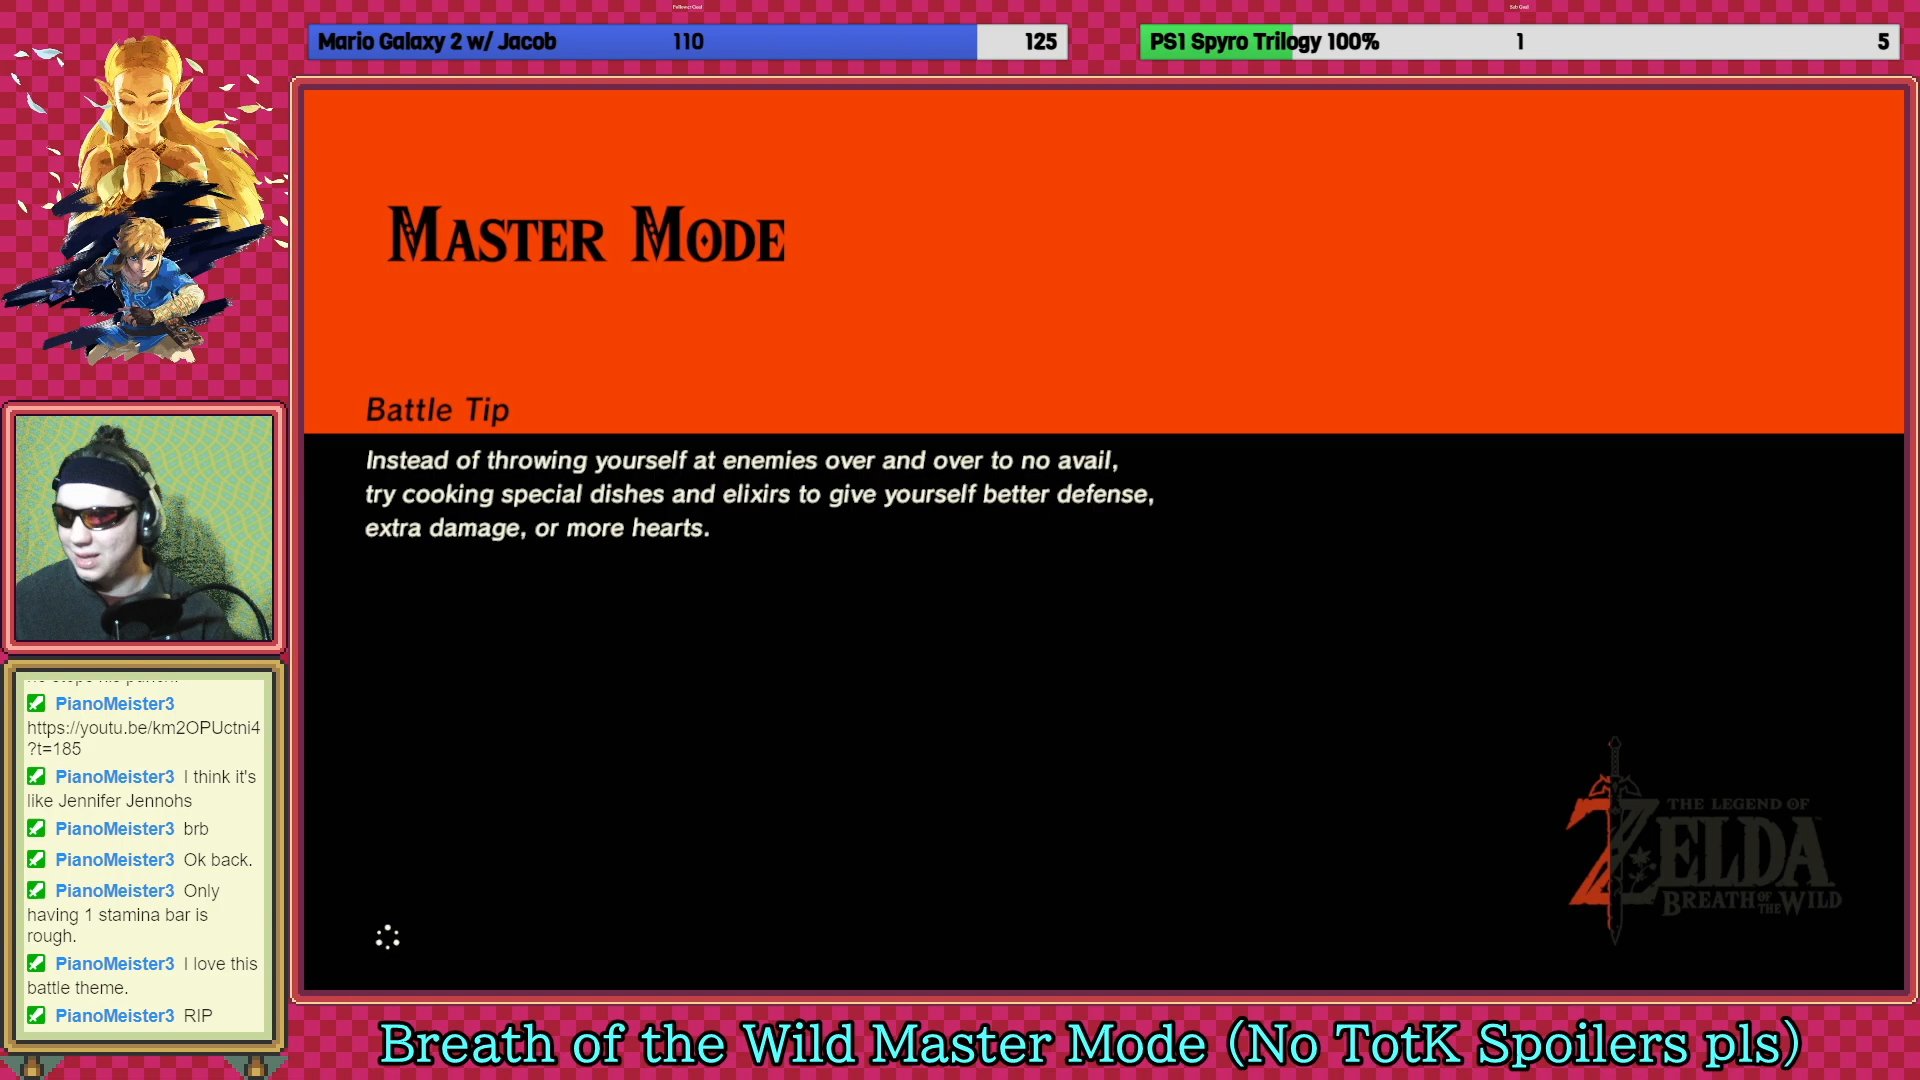 Follower Goal
Sub Goal
Mario Galaxy 2 w/ Jacob 110 125
PS1 Spyro Trilogy 100% 1 5
MASTER MODE
Battle Tip
Instead of throwing yourself at enemies over and over to no avail,
try cooking special dishes and elixirs to give yourself better defense,
extra damage, or more hearts.
PianoMeister3
https://youtu.be/km2OPUctni4
?t=185
PianoMeister3 I think it's
like Jennifer Jennohs
PianoMeister3 brb
PianoMeister3 Ok back.
PianoMeister3 Only
having 1 stamina bar is
rough.
PianoMeister3 I love this
battle theme.
PianoMeister3 RIP
THE LEGEND OF
ZELDA
BREATH OF THE WILD
Breath of the Wild Master Mode (No TotK Spoilers pls)